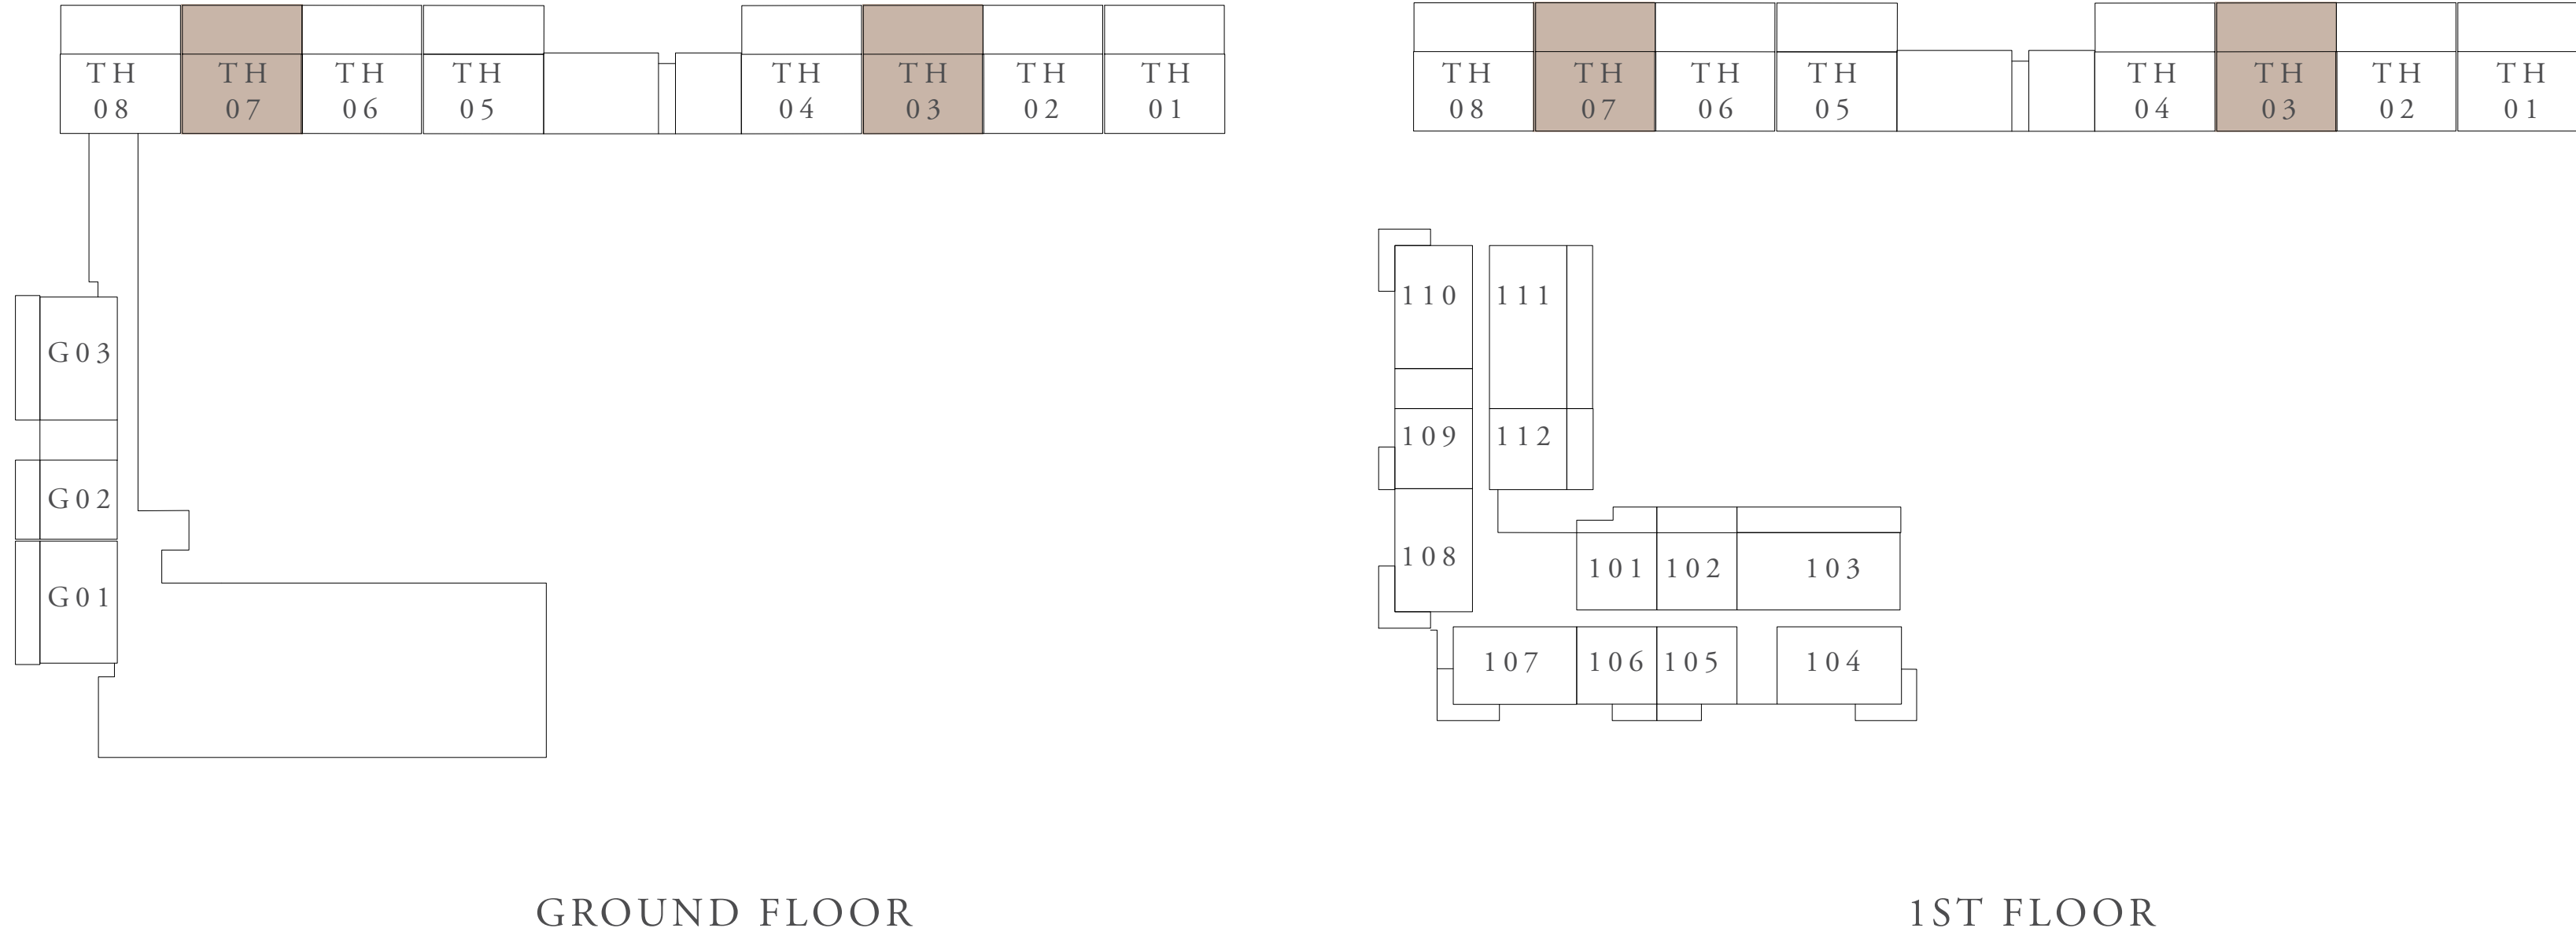 TH TH TH TH TH TH TH TH
08 07 06 05 04 03 02 01
G03
G02
G01
GROUND FLOOR
TH TH TH TH TH TH TH TH
08 07 06 05 04 03 02 01
110 111
109 112
108
101 102 103
107 106 105 104
1ST FLOOR